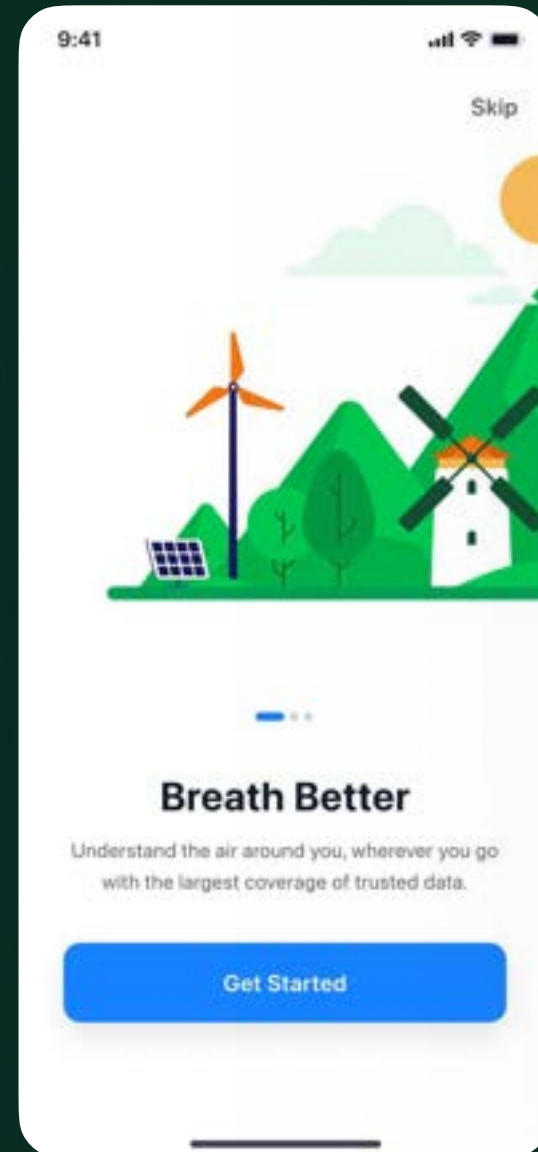 9:41
Skip
Breath Better
Understand the air around you, wherever you go
with the largest coverage of trusted data.
Get Started